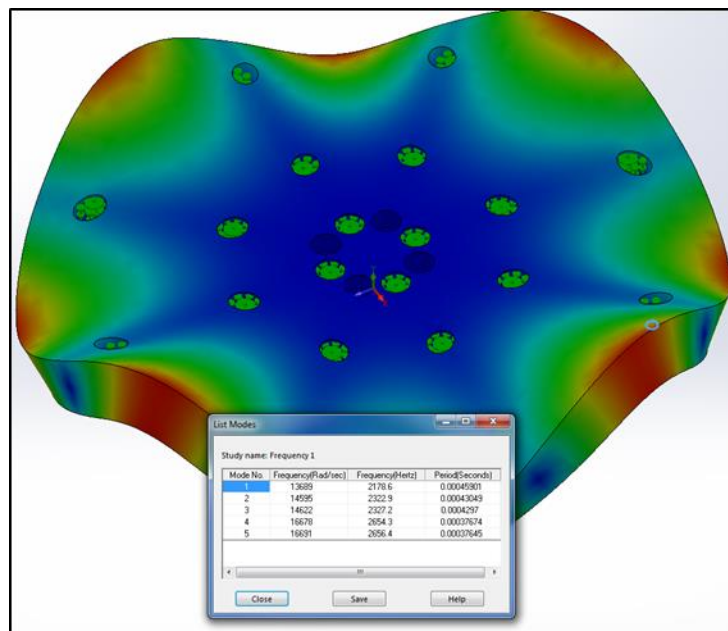 List Modes
Study name: Frequency 1
Mode No. Frequency(Rad/sec) Frequency(Hertz) Period(Seconds)
1 13689 2178.6 0.00045901
2 14595 2322.9 0.00043049
3 14622 2327.2 0.0004297
4 16678 2654.3 0.00037674
5 16691 2656.4 0.00037645
Close Save Help